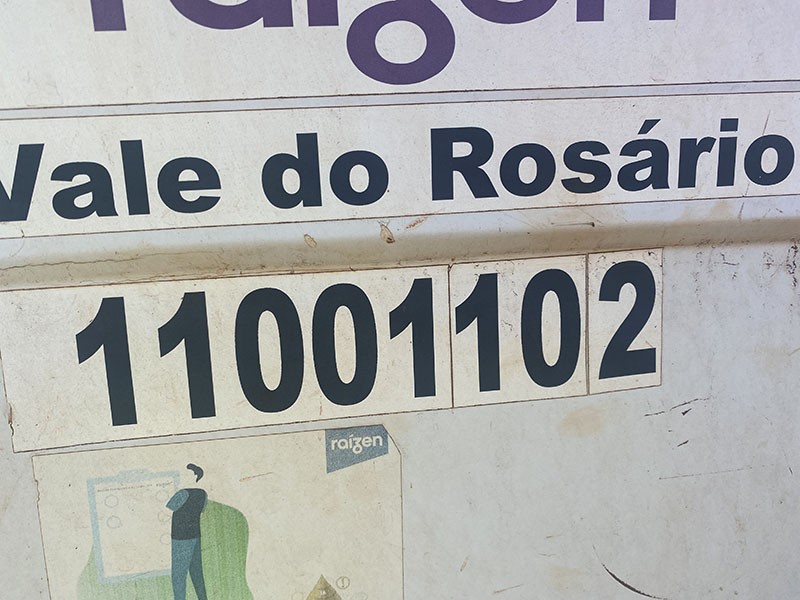 raízen
Vale do Rosário
11001102
raízen